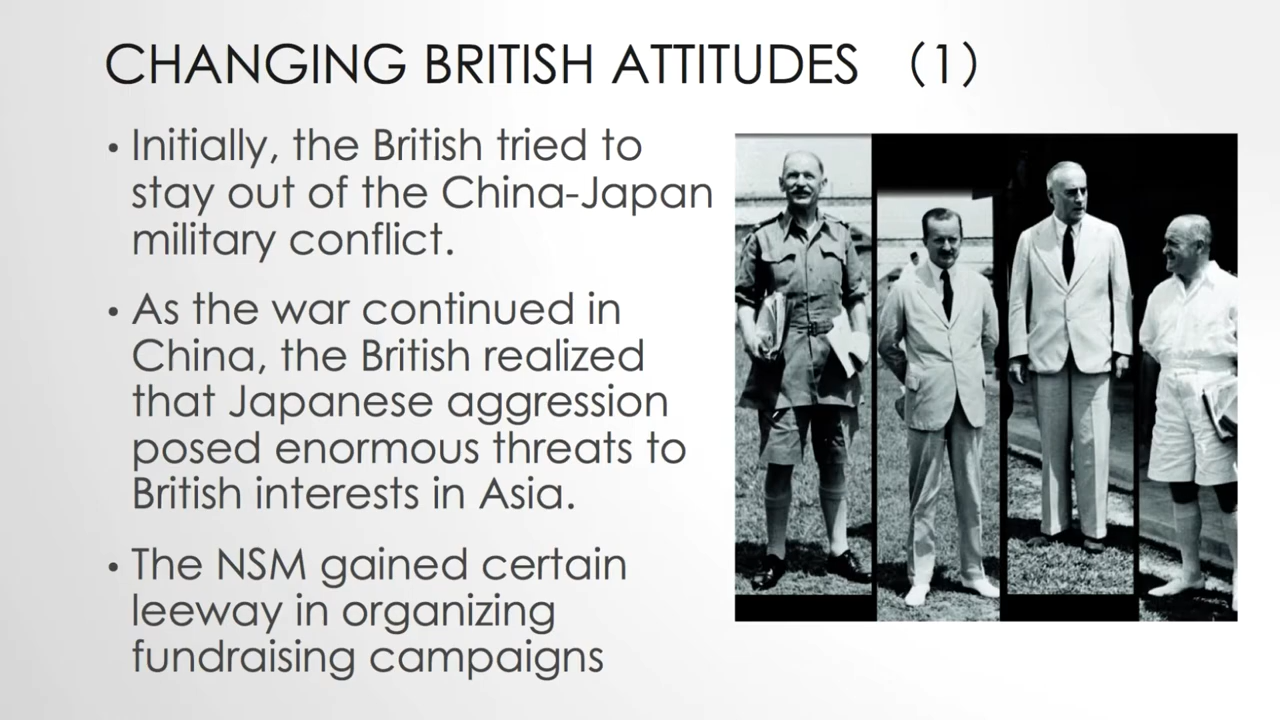 CHANGING BRITISH ATTITUDES （1）
• Initially, the British tried to
stay out of the China-Japan
military conflict.
• As the war continued in
China, the British realized
that Japanese aggression
posed enormous threats to
British interests in Asia.
• The NSM gained certain
leeway in organizing
fundraising campaigns